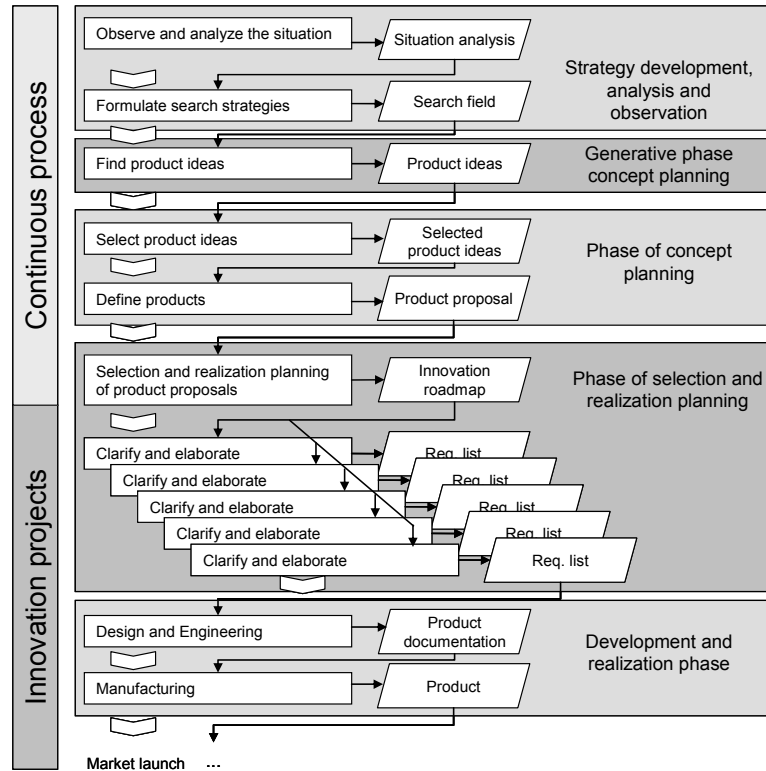 Continuous process
Innovation projects
Observe and analyze the situation
Situation analysis
Formulate search strategies
Search field
Strategy development,
analysis and
observation
Find product ideas
Product ideas
Generative phase
concept planning
Select product ideas
Selected
product ideas
Define products
Product proposal
Phase of concept
planning
Selection and realization planning
of product proposals
Innovation
roadmap
Phase of selection and
realization planning
Clarify and elaborate
Req. list
Clarify and elaborate
Req. list
Clarify and elaborate
Req. list
Clarify and elaborate
Req. list
Clarify and elaborate
Req. list
Design and Engineering
Product
documentation
Manufacturing
Product
Development and
realization phase
Market launch ...